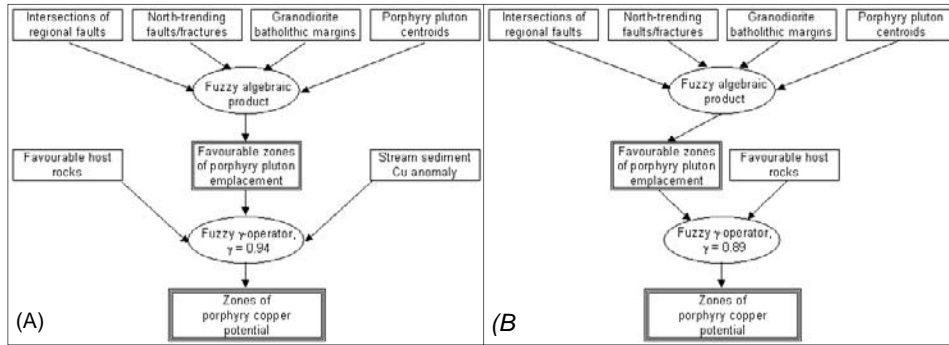 Intersections of
regional faults
North-trending
faults/fractures
Granodiorite
batholithic margins
Porphyry pluton
centroids
Fuzzy algebraic
product
Favourable host
rocks
Favourable zones
of porphyry pluton
emplacement
Stream sediment
Cu anomaly
Fuzzy γ-operator,
γ = 0.94
Zones of
porphyry copper
potential
(A)
Intersections of
regional faults
North-trending
faults/fractures
Granodiorite
batholithic margins
Porphyry pluton
centroids
Fuzzy algebraic
product
Favourable zones
of porphyry pluton
emplacement
Favourable host
rocks
Fuzzy γ-operator,
γ = 0.89
Zones of
porphyry copper
potential
(B